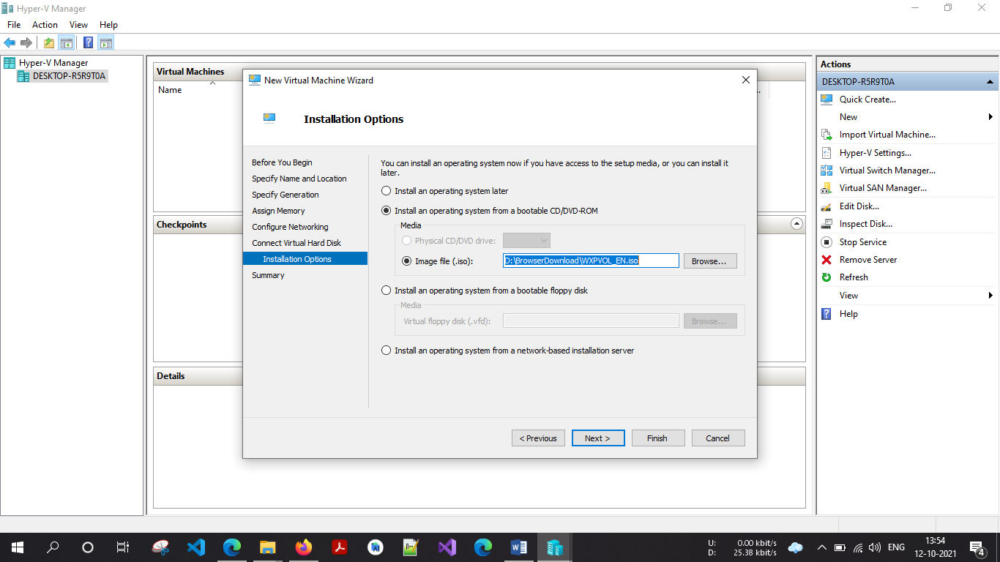 Hyper-V Manager
File Action View Help
Hyper-V Manager
DESKTOP-R5R9T0A
Virtual Machines
Name
Checkpoints
Details
New Virtual Machine Wizard
Installation Options
Before You Begin
Specify Name and Location
Specify Generation
Assign Memory
Configure Networking
Connect Virtual Hard Disk
Installation Options
Summary
You can install an operating system now if you have access to the setup media, or you can install it
later.
Install an operating system later
Install an operating system from a bootable CD/DVD-ROM
Media
Physical CD/DVD drive:
Image file (.iso): D:\BrowserDownload\WXPVOL_EN.iso Browse...
Install an operating system from a bootable floppy disk
Media
Virtual floppy disk (.vfd): Browse...
Install an operating system from a network-based installation server
< Previous Next > Finish Cancel
Actions
DESKTOP-R5R9T0A
Quick Create...
New
Import Virtual Machine...
Hyper-V Settings...
Virtual Switch Manager...
Virtual SAN Manager...
Edit Disk...
Inspect Disk...
Stop Service
Remove Server
Refresh
View
Help
U: 0.00 kbit/s
D: 25.38 kbit/s
ENG
13:54
12-10-2021
4